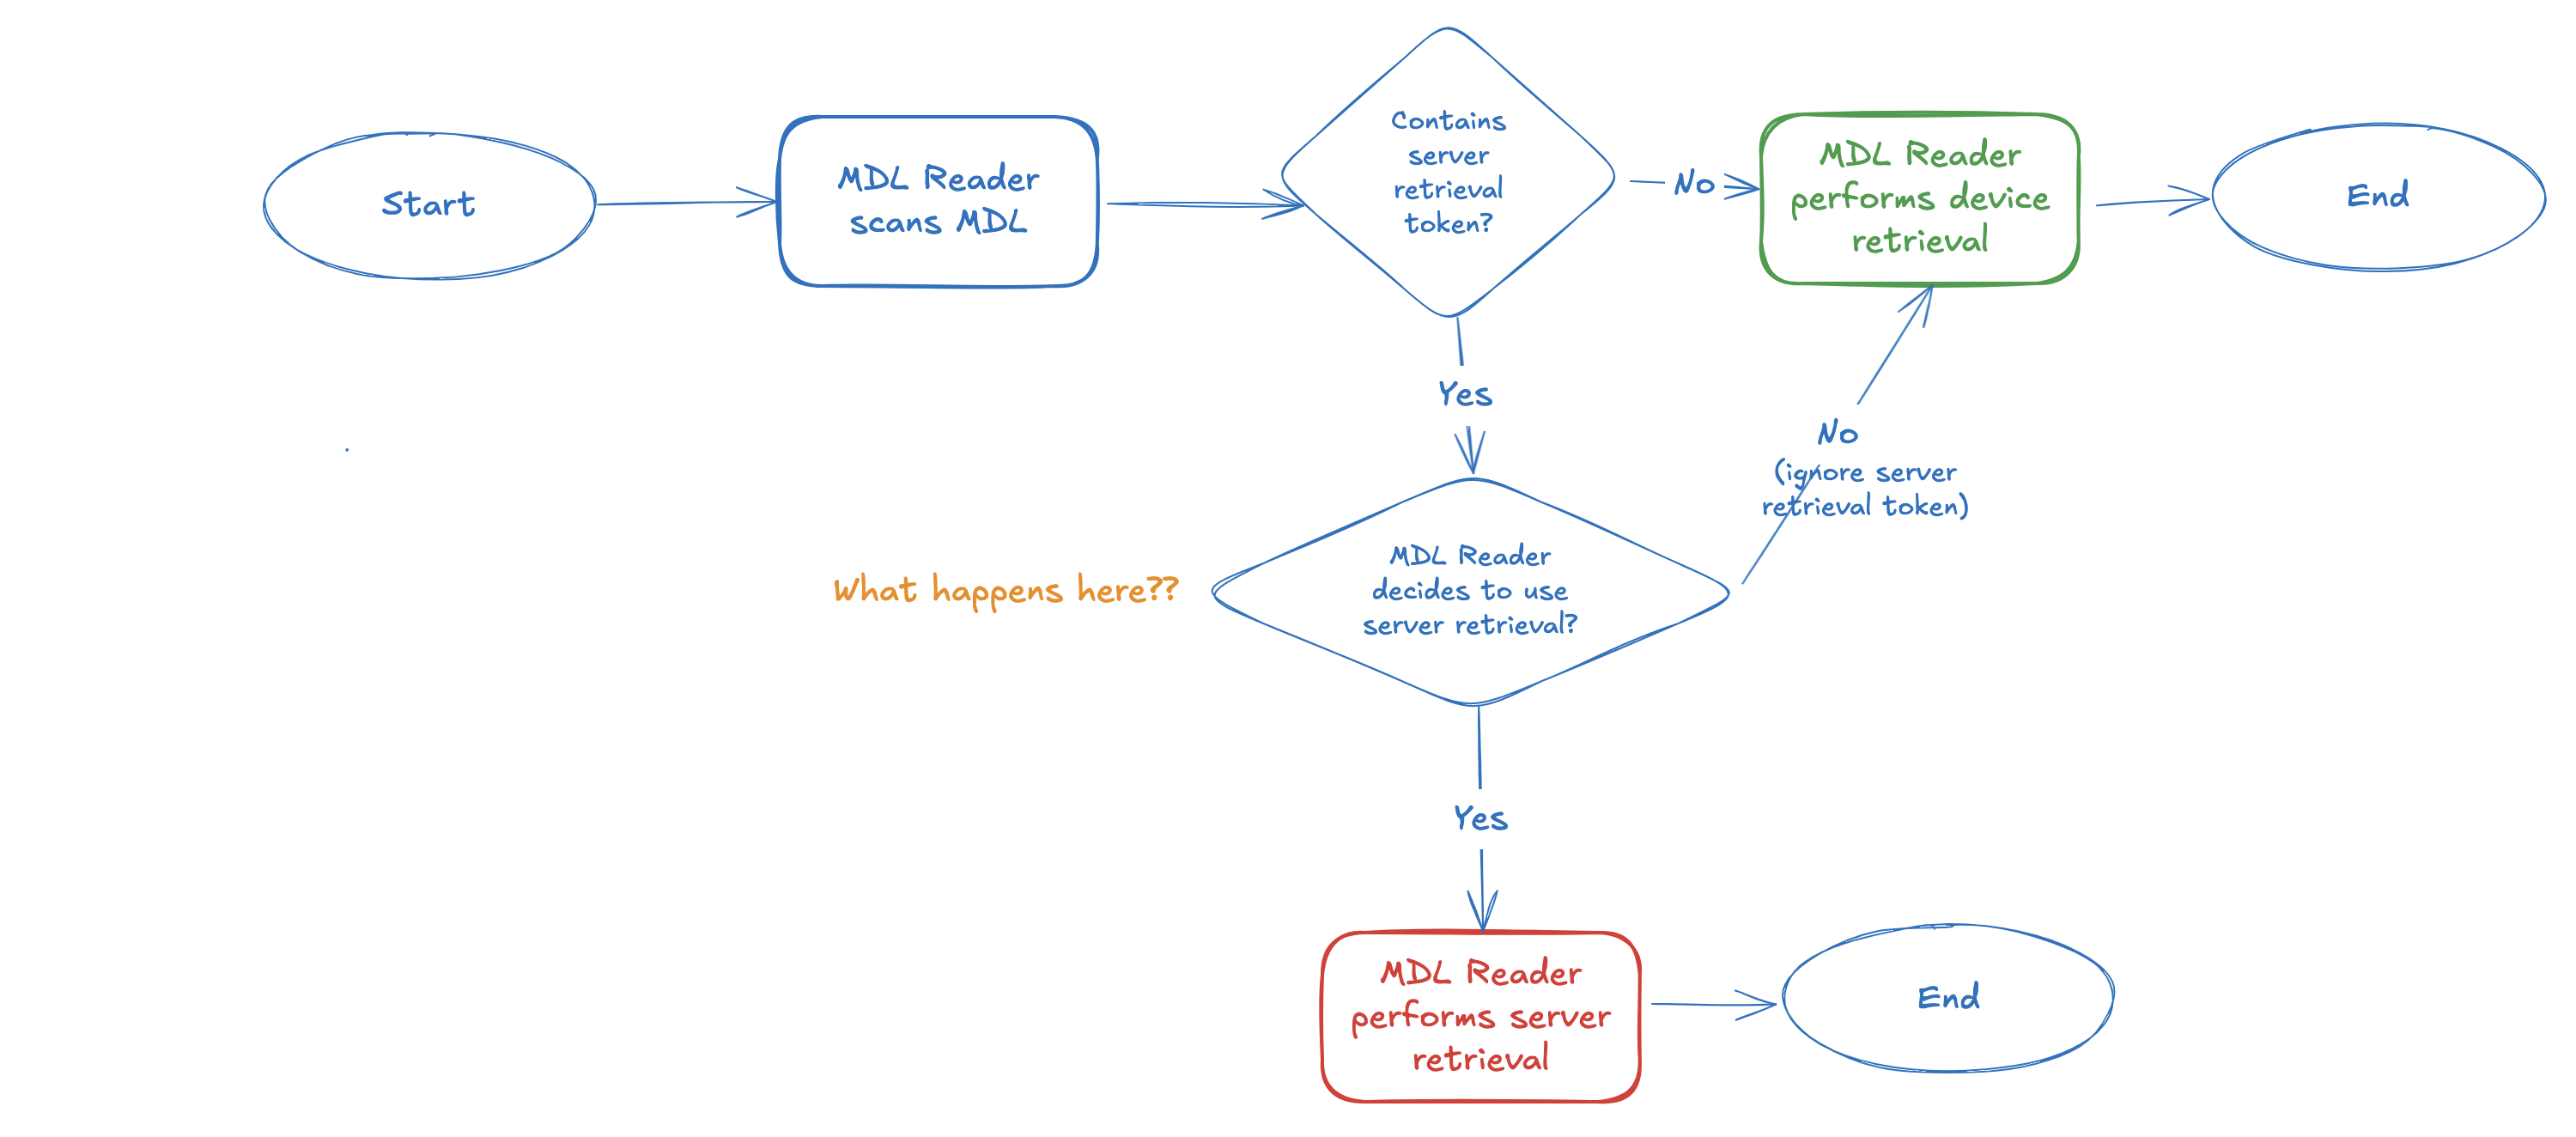 Start
MDL Reader
scans MDL
Contains
server
retrieval
token?
No
MDL Reader
performs device
retrieval
End
Yes
No
(ignore server
retrieval token)
What happens here??
MDL Reader
decides to use
server retrieval?
Yes
MDL Reader
performs server
retrieval
End